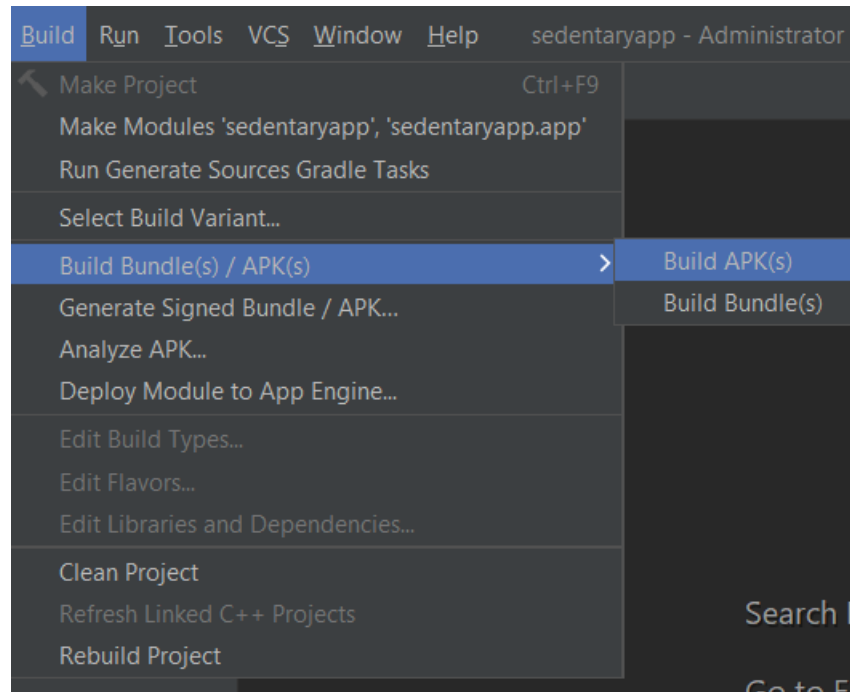 Build Run Tools VCS Window Help sedentaryapp - Administrator
Make Project Ctrl+F9
Make Modules 'sedentaryapp', 'sedentaryapp.app'
Run Generate Sources Gradle Tasks
Select Build Variant...
Build Bundle(s) / APK(s) Build APK(s)
Build Bundle(s)
Generate Signed Bundle / APK...
Analyze APK...
Deploy Module to App Engine...
Edit Build Types...
Edit Flavors...
Edit Libraries and Dependencies...
Clean Project
Refresh Linked C++ Projects
Search
Rebuild Project
Go to